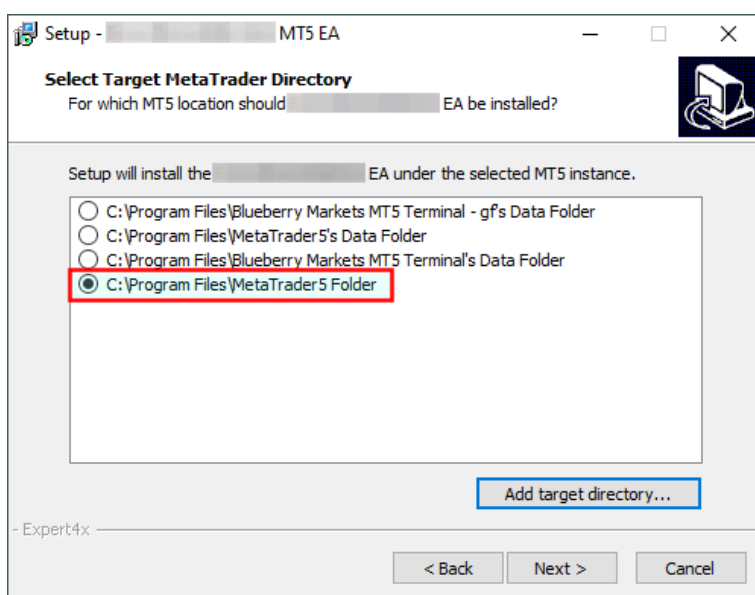 Setup - MT5 EA
Select Target MetaTrader Directory
For which MT5 location should EA be installed?
Setup will install the EA under the selected MT5 instance.
C:\Program Files\Blueberry Markets MT5 Terminal - gf's Data Folder
C:\Program Files\MetaTrader5's Data Folder
C:\Program Files\Blueberry Markets MT5 Terminal's Data Folder
C:\Program Files\MetaTrader5 Folder
Add target directory...
- Expert4x
< Back Next > Cancel